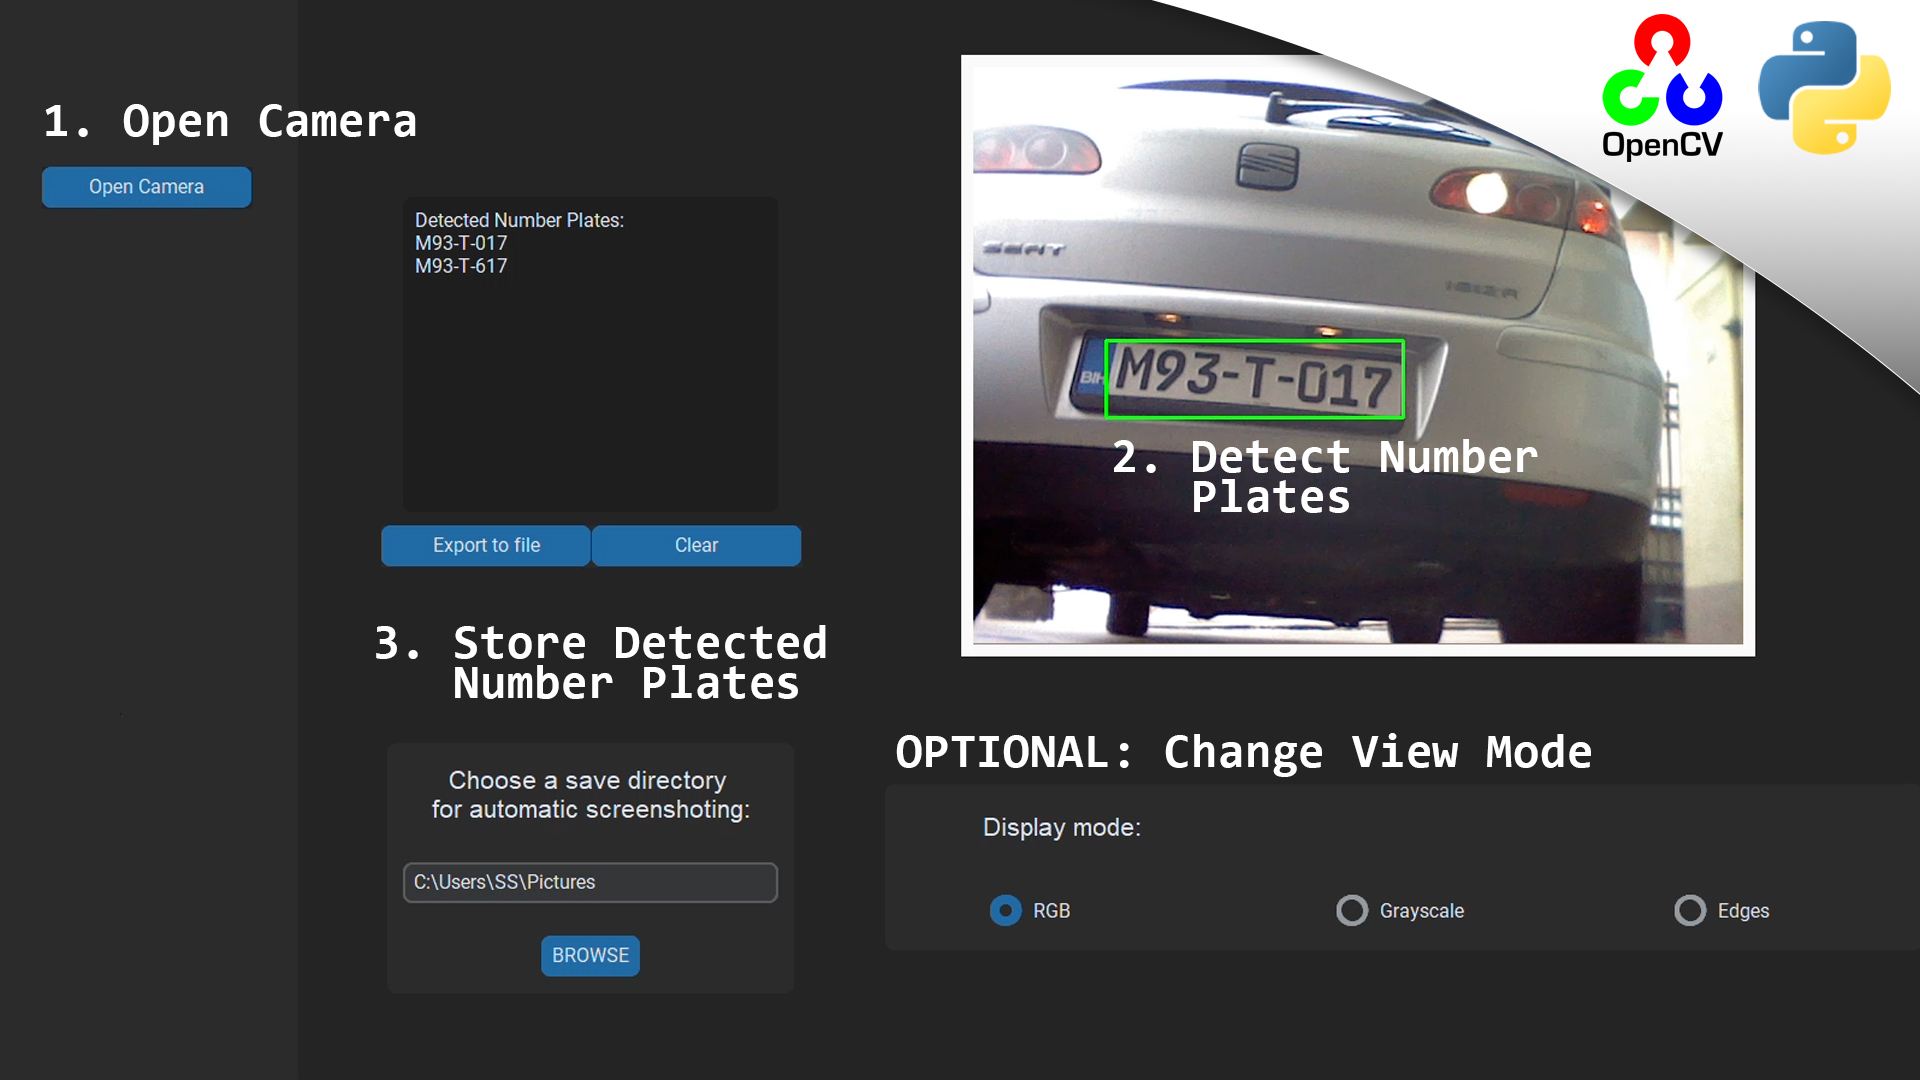 1. Open Camera
Open Camera
Detected Number Plates:
M93-T-017
M93-T-617
Export to file
Clear
3. Store Detected
Number Plates
Choose a save directory
for automatic screenshoting:
C:\Users\SS\Pictures
BROWSE
OpenCV
SEAT
IBIZA
BIH
M93-T-017
2. Detect Number
Plates
OPTIONAL: Change View Mode
Display mode:
RGB
Grayscale
Edges